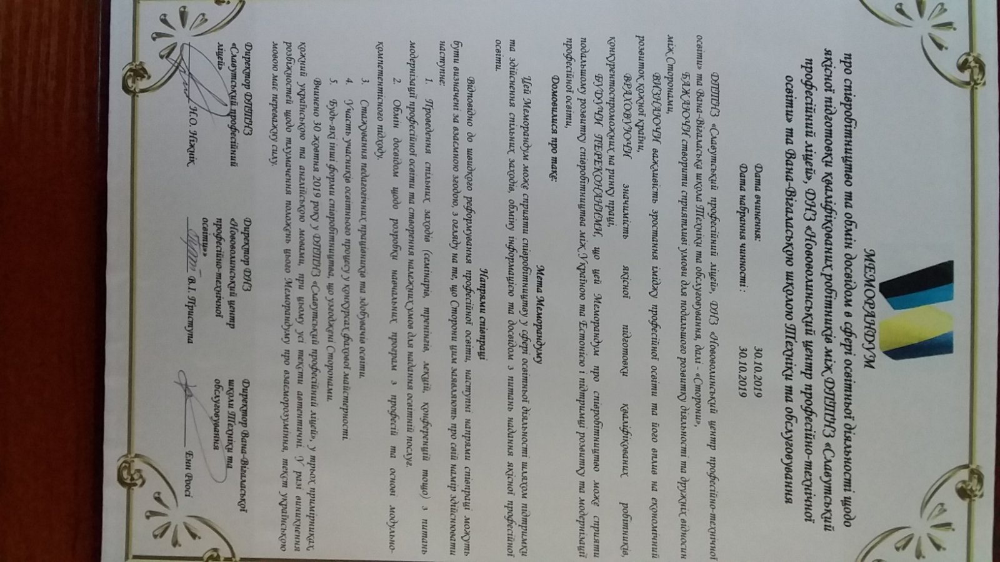 МЕМОРАНДУМ
про співробітництво та обмін досвідом в сфері освітньої діяльності щодо
якісної підготовки кваліфікованих робітників між ДППНЗ «Славутський
професійний ліцей», ДНЗ «Нововолинський центр професійно-технічної
освіти» та Вана-Вігалаською школою Техніки та обслуговування
Дата вчинення: 30.10.2019
Дата набрання чинності : 30.10.2019
ДППНЗ «Славутський професійний ліцей», ДНЗ «Нововолинський центр професійно-технічної
освіти» та Вана-Вігаласька школа Техніки та обслуговування, далі - «Сторони»,
БАЖАЮЧИ створити сприятливі умови для подальшого розвитку діяльності та дружніх відносин
між Сторонами,
ВИЗНАЮЧИ важливість зростання іміджу професійної освіти та його вплив на економічний
розвиток кожної країни,
ВРАХОВУЮЧИ значимість якісної підготовки кваліфікованих робітників,
конкурентоспроможних на ринку праці,
БУДУЧИ ПЕРЕКОНАНИМИ, що цей Меморандум про співробітництво може сприяти
подальшому розвитку співробітництва між Україною та Естонією і підтримці розвитку та модернізації
професійної освіти,
Домовилися про таке:
Мета Меморандуму
Цей Меморандум може сприяти співробітництву у сфері освітньої діяльності шляхом підтримки
та здійснення спільних заходів, обміну інформацією та досвідом з питань надання якісної професійної
освіти.
Напрями співпраці
Відповідно до швидкого реформування професійної освіти, наступні напрями співпраці можуть
бути визначені за взаємною згодою, з огляду на те, що Сторони цим заявляють про свій намір здійснювати
наступне:
1. Проведення спільних заходів (семінарів, тренінгів, лекцій, конференцій тощо) з питань
модернізації професійної освіти та створення належних умов для надання освітніх послуг.
2. Обмін досвідом щодо розробки навчальних програм з професій та основі модульно-
компетентісного підходу.
3. Стажування педагогічних працівників та здобувачів освіти.
4. Участь учасників освітнього процесу у конкурсах фахової майстерності.
5. Будь-які інші форми співробітництва, що узгоджені Сторонами.
Вчинено 30 жовтня 2019 року у ДППНЗ «Славутський професійний ліцей», у трьох примірниках,
кожний українською та англійською мовами, при цьому усі тексти автентичні. У разі виникнення
розбіжностей щодо тлумачення положень цього Меморандуму про взаєморозуміння, текст українською
мовою має переважну силу.
Директор ДППНЗ
«Славутський професійний
ліцей»
Н.О. Ніжнік
Директор ДНЗ
«Нововолинський центр
професійно-технічної
освіти»»
В.І. Приступа
Директор Вана-Вігаласької
школи Техніки та
обслуговування
Енн Роосі